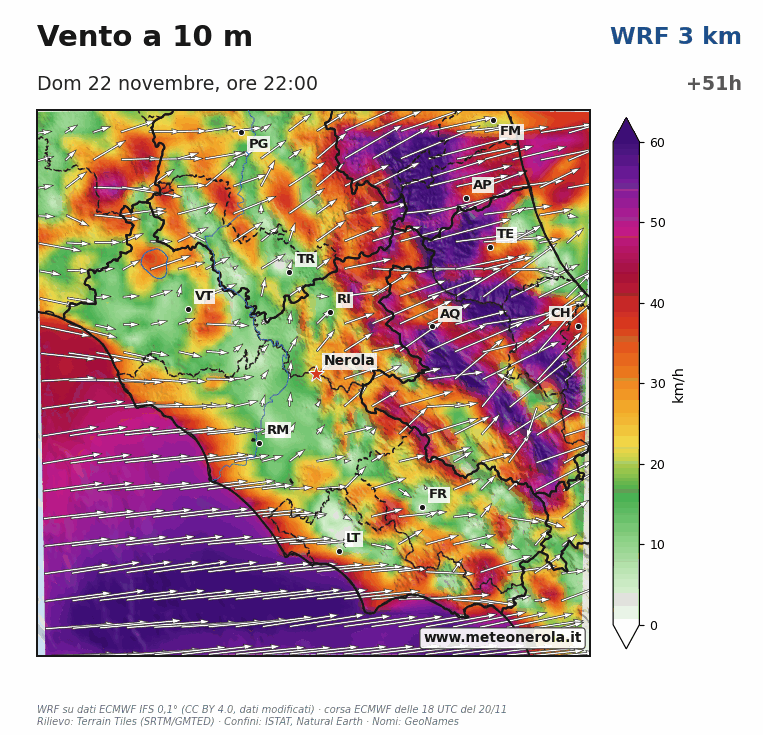 Vento a 10 m
WRF 3 km
Dom 22 novembre, ore 22:00
+51h
PG
FM
AP
TE
TR
VT
RI
AQ
CH
Nerola
RM
FR
LT
www.meteonerola.it
60
50
40
30
20
10
0
km/h
WRF su dati ECMWF IFS 0,1° (CC BY 4.0, dati modificati) · corsa ECMWF delle 18 UTC del 20/11
Rilievo: Terrain Tiles (SRTM/GMTED) · Confini: ISTAT, Natural Earth · Nomi: GeoNames